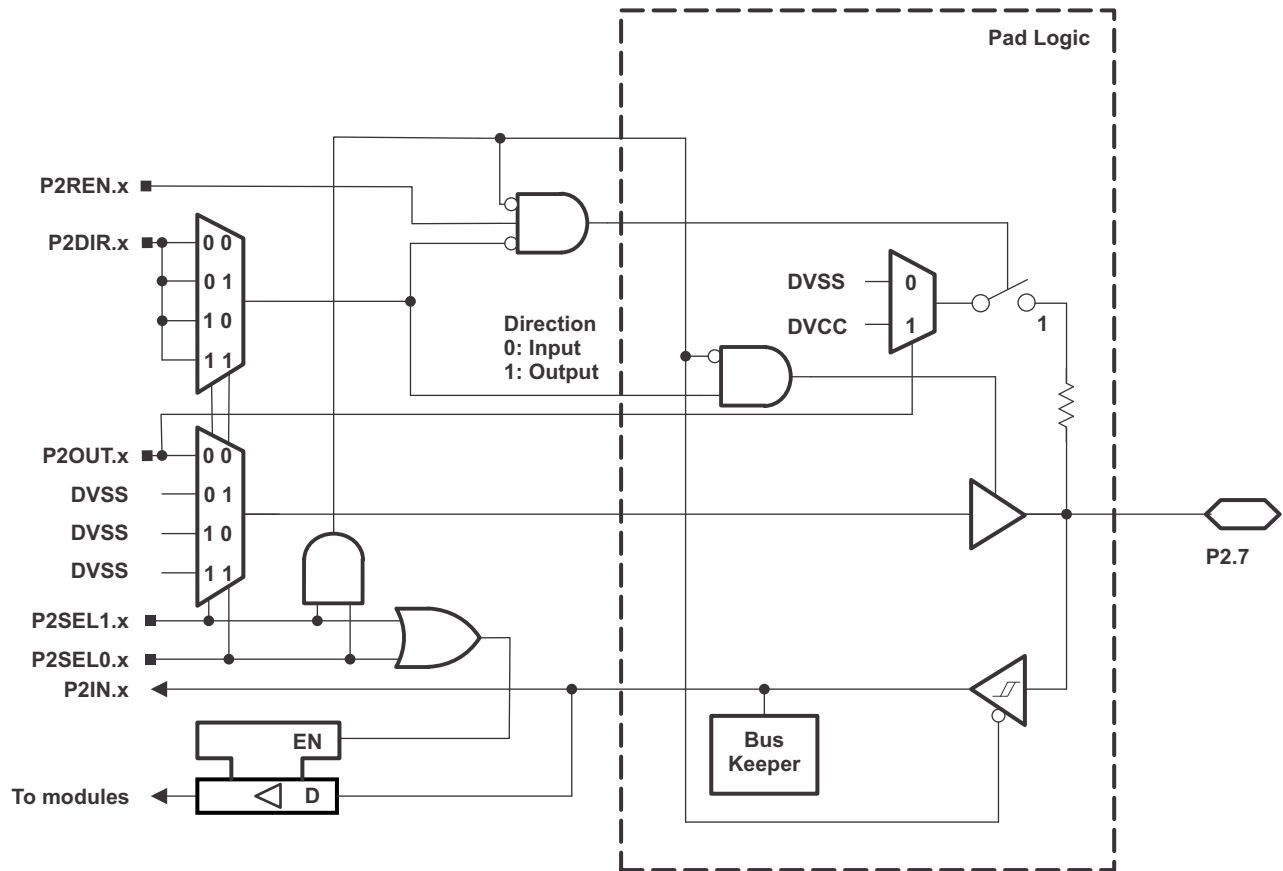 Pad Logic
P2REN.x
P2DIR.x
0 0
0 1
1 0
1 1
Direction
0: Input
1: Output
DVSS
DVCC
0
1
1
P2OUT.x
DVSS
DVSS
DVSS
0 0
0 1
1 0
1 1
P2.7
P2SEL1.x
P2SEL0.x
P2IN.x
EN
D
To modules
Bus
Keeper